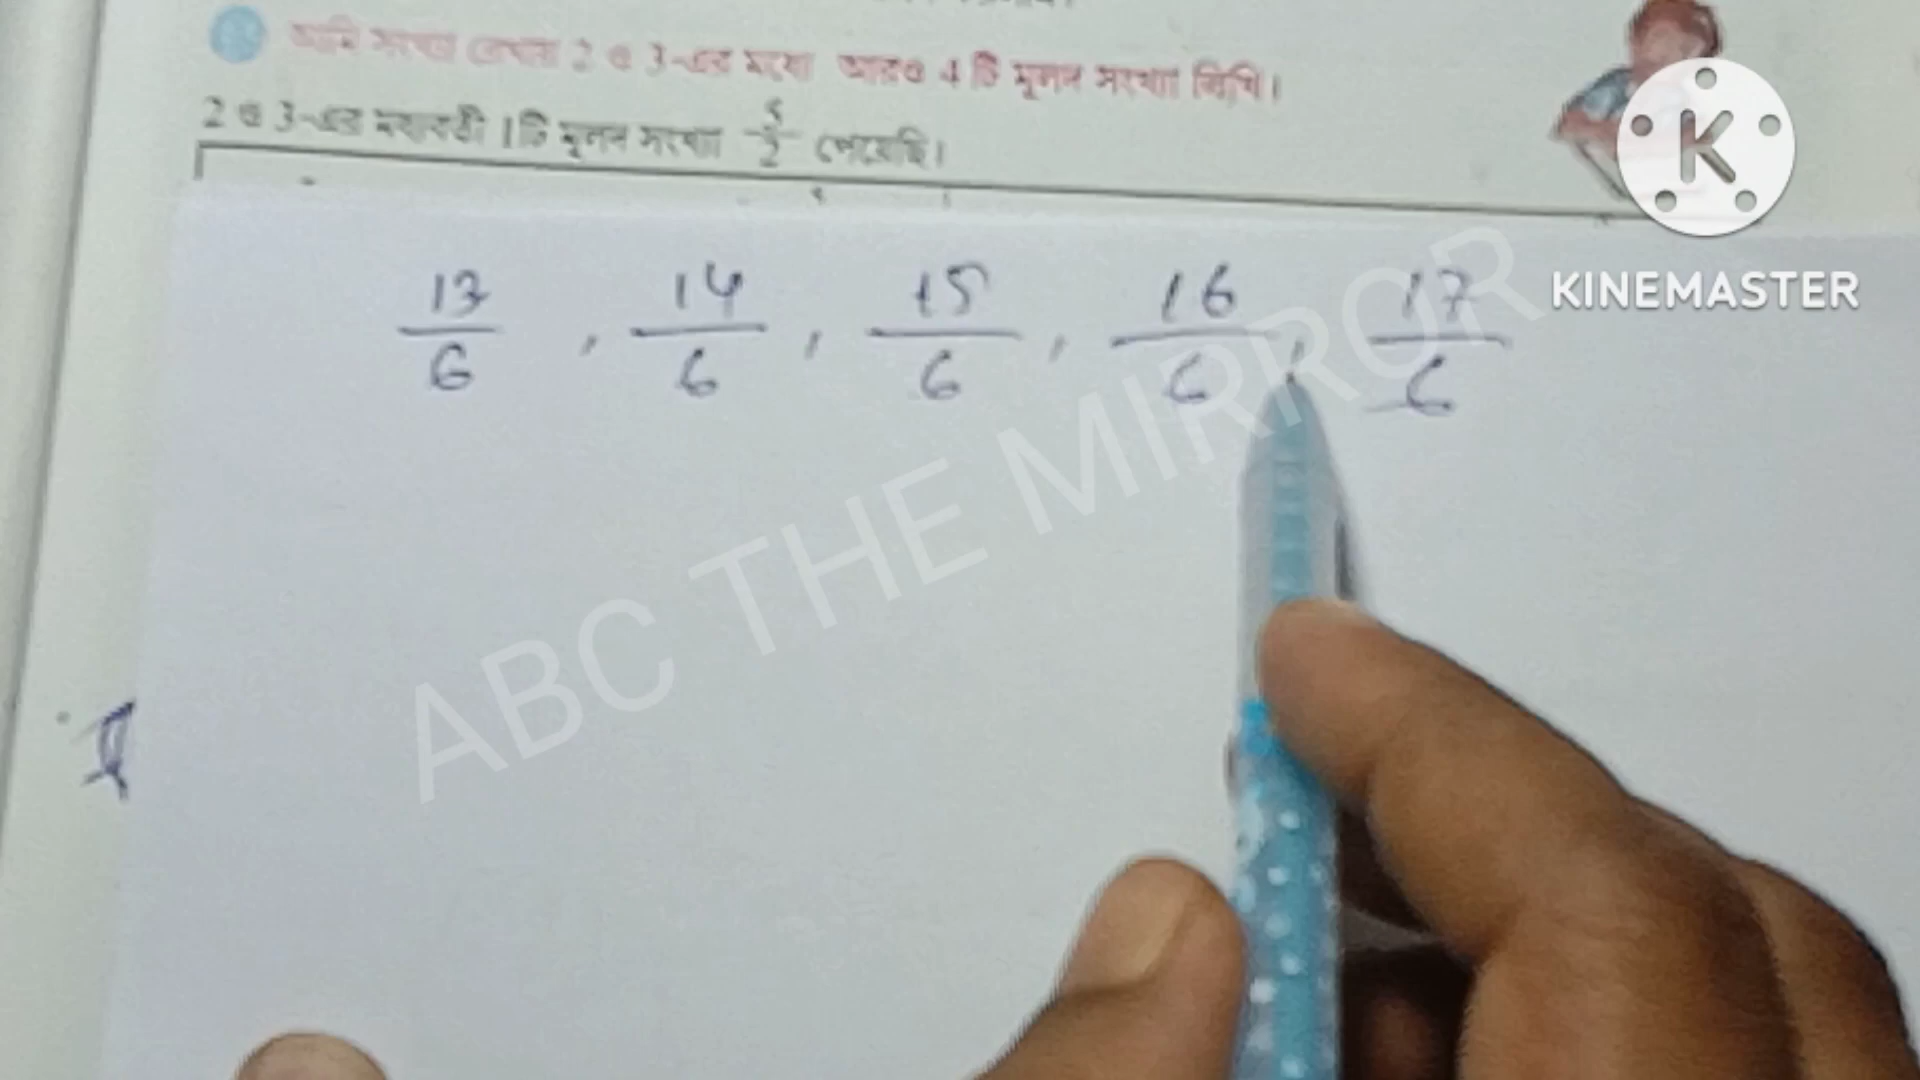 আমি সংখ্যা রেখায় 2 ও 3-এর মধ্যে আরও 4 টি মূলদ সংখ্যা লিখি।
2 ও 3-এর মধ্যবর্তী 1টি মূলদ সংখ্যা 5/2 পেয়েছি।
13/6 , 14/6 , 15/6 , 16/6 , 17/6
K
KINEMASTER
ABC THE MIRROR